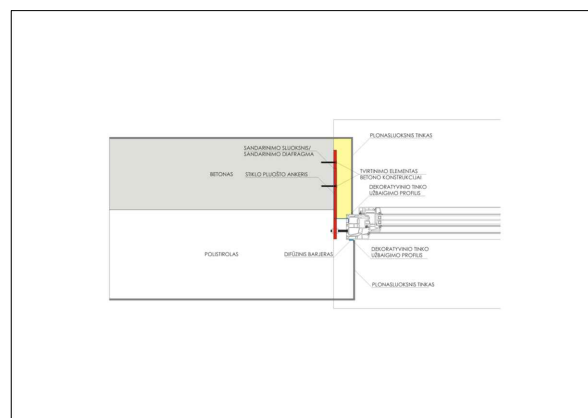 PLONASLUOKSNIS TINKAS
SANDARINIMO SLUOKSNIS/
SANDARINIMO DIAFRAGMA
BETONAS
STIKLO PLUOŠTO ANKERIS
TVIRTINIMO ELEMENTAS
BETONO KONSTRUKCIJAI
DEKORATYVINIO TINKO
UŽBAIGIMO PROFILIS
POLISTIROLAS
DIFŪZINIS BARJERAS
DEKORATYVINIO TINKO
UŽBAIGIMO PROFILIS
PLONASLUOKSNIS TINKAS